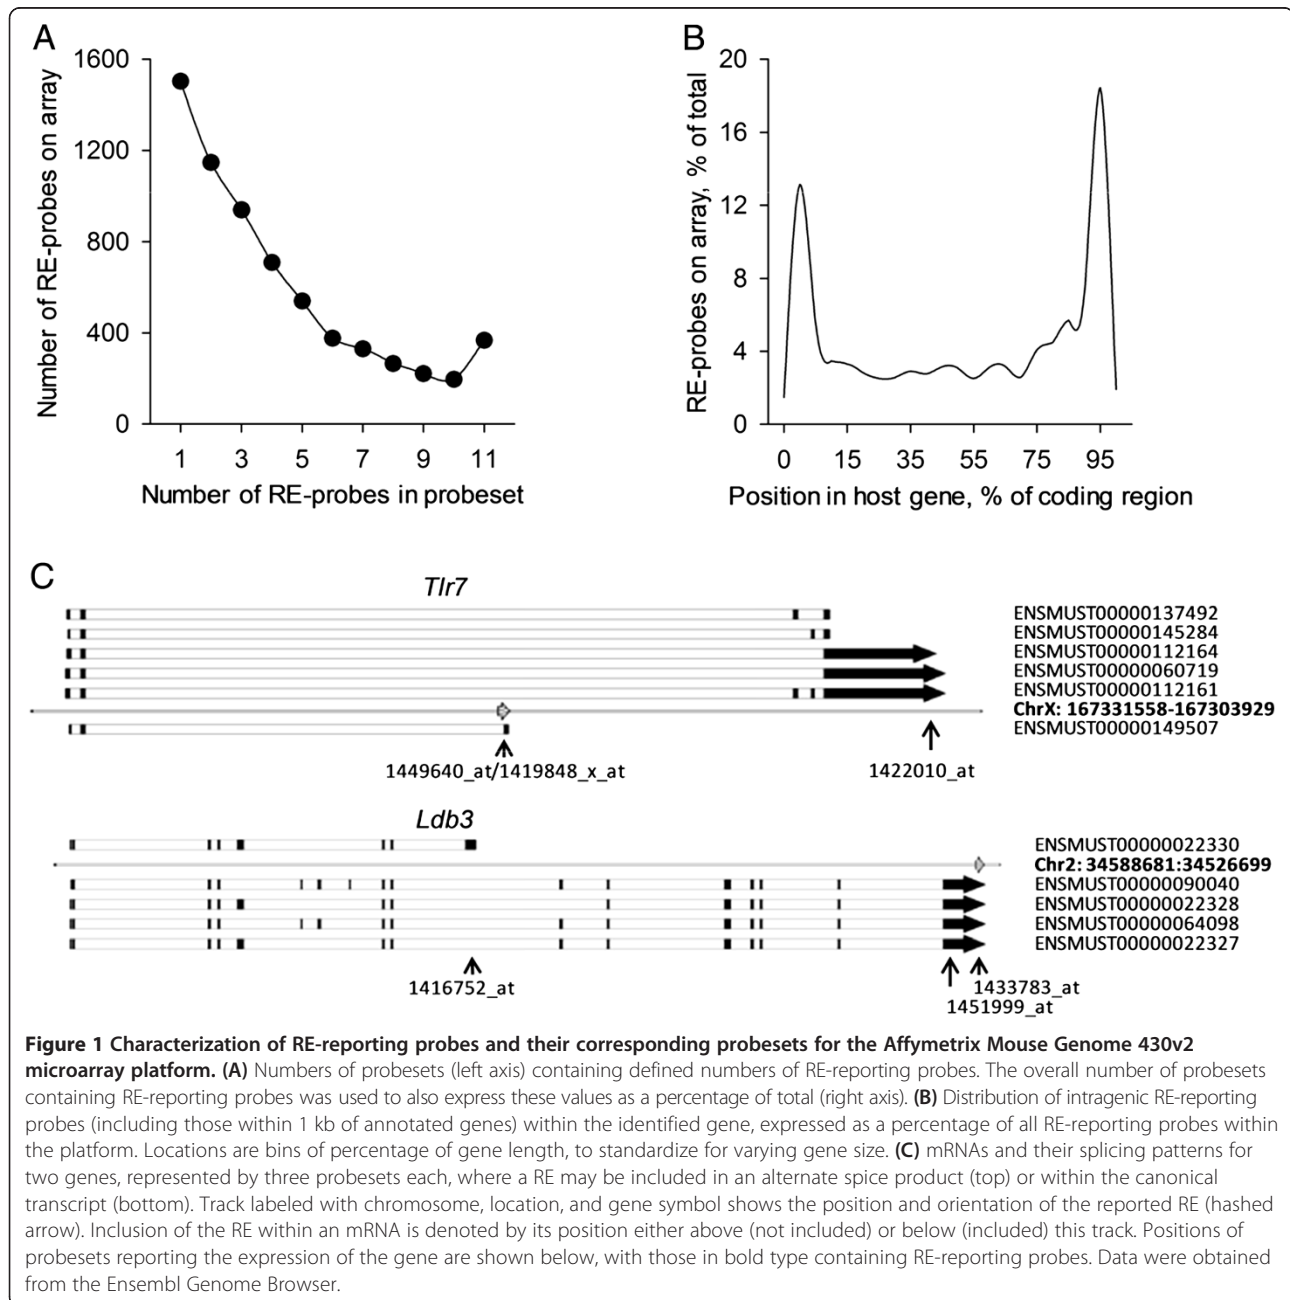 A
Number of RE-probes on array
1600
1200
800
400
0
1 3 5 7 9 11
Number of RE-probes in probeset
B
RE-probes on array, % of total
20
16
12
8
4
0
0 15 35 55 75 95
Position in host gene, % of coding region
C
Tlr7
ENSMUST00000137492
ENSMUST00000145284
ENSMUST00000112164
ENSMUST00000060719
ENSMUST00000112161
ChrX: 167331558-167303929
ENSMUST00000149507
1449640_at/1419848_x_at
1422010_at
Ldb3
ENSMUST00000022330
Chr2: 34588681:34526699
ENSMUST00000090040
ENSMUST00000022328
ENSMUST00000064098
ENSMUST00000022327
1416752_at
1433783_at
1451999_at
Figure 1 Characterization of RE-reporting probes and their corresponding probesets for the Affymetrix Mouse Genome 430v2
microarray platform. (A) Numbers of probesets (left axis) containing defined numbers of RE-reporting probes. The overall number of probesets
containing RE-reporting probes was used to also express these values as a percentage of total (right axis). (B) Distribution of intragenic RE-reporting
probes (including those within 1 kb of annotated genes) within the identified gene, expressed as a percentage of all RE-reporting probes within
the platform. Locations are bins of percentage of gene length, to standardize for varying gene size. (C) mRNAs and their splicing patterns for
two genes, represented by three probesets each, where a RE may be included in an alternate spice product (top) or within the canonical
transcript (bottom). Track labeled with chromosome, location, and gene symbol shows the position and orientation of the reported RE (hashed
arrow). Inclusion of the RE within an mRNA is denoted by its position either above (not included) or below (included) this track. Positions of
probesets reporting the expression of the gene are shown below, with those in bold type containing RE-reporting probes. Data were obtained
from the Ensembl Genome Browser.